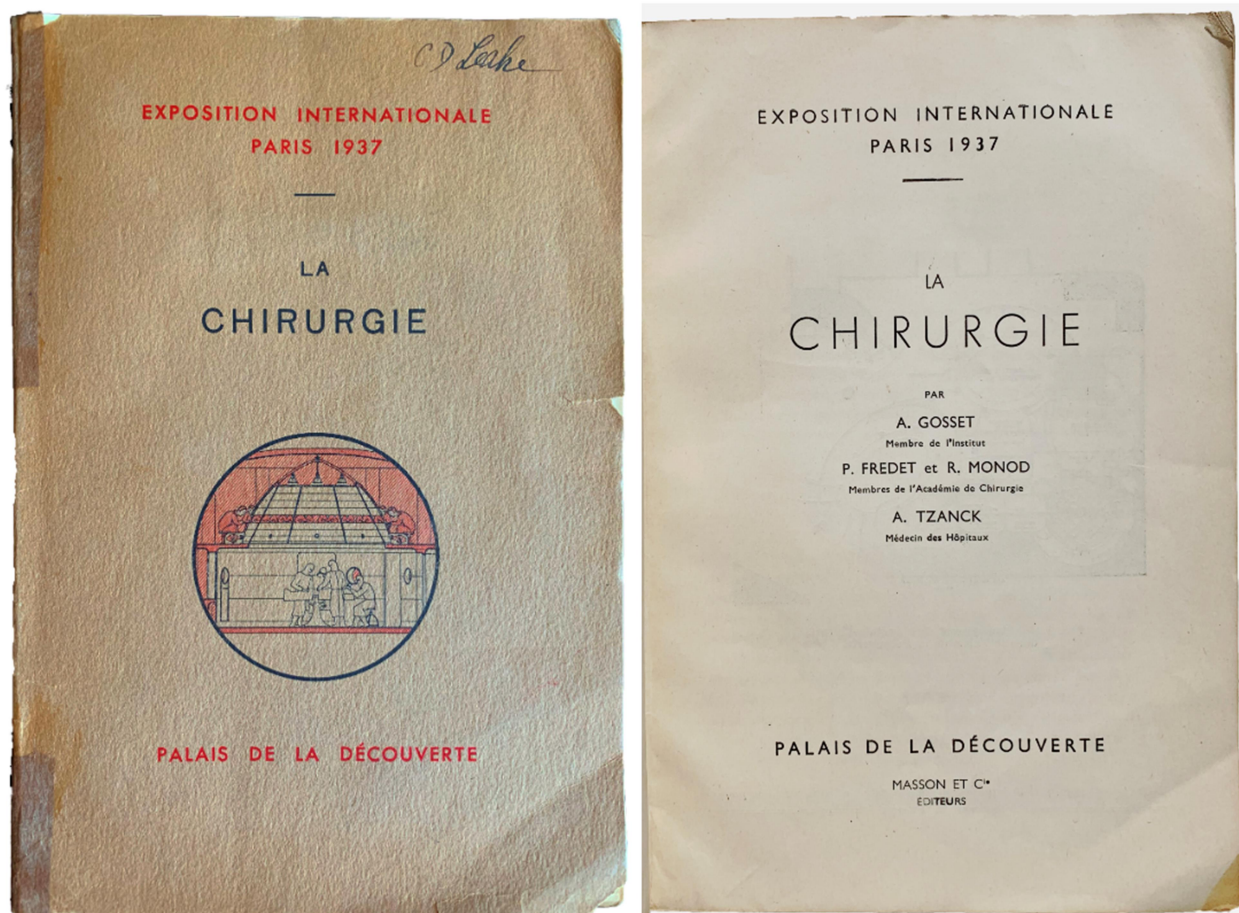 C D Leake
EXPOSITION INTERNATIONALE
PARIS 1937
LA
CHIRURGIE
PALAIS DE LA DÉCOUVERTE
EXPOSITION INTERNATIONALE
PARIS 1937
LA
CHIRURGIE
PAR
A. GOSSET
Membre de l'Institut
P. FREDET et R. MONOD
Membres de l'Académie de Chirurgie
A. TZANCK
Médecin des Hôpitaux
PALAIS DE LA DÉCOUVERTE
MASSON ET Cie
ÉDITEURS